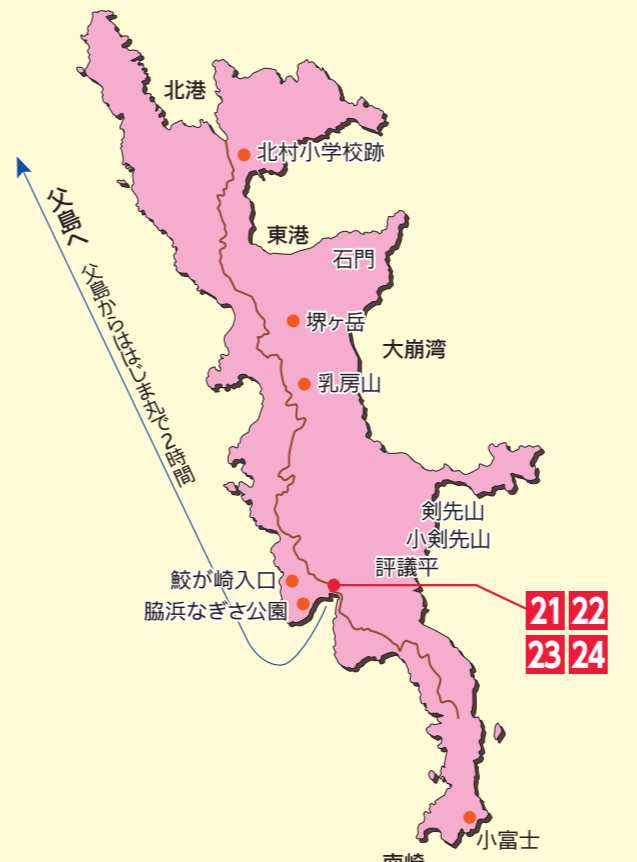 北港
北村小学校跡
父島へ
父島からははじま丸で2時間
東港
石門
堺ヶ岳
大崩湾
乳房山
剣先山
小剣先山
評議平
鮫が崎入口
脇浜なぎさ公園
21 22
23 24
小富士
南崎